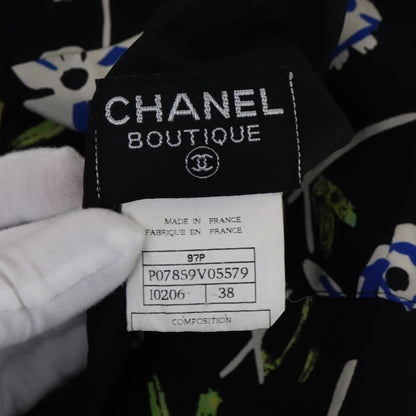 CHANEL
BOUTIQUE
MADE IN FRANCE
FABRIQUE EN FRANCE
97P
P07859V05579
I0206 38
COMPOSITION